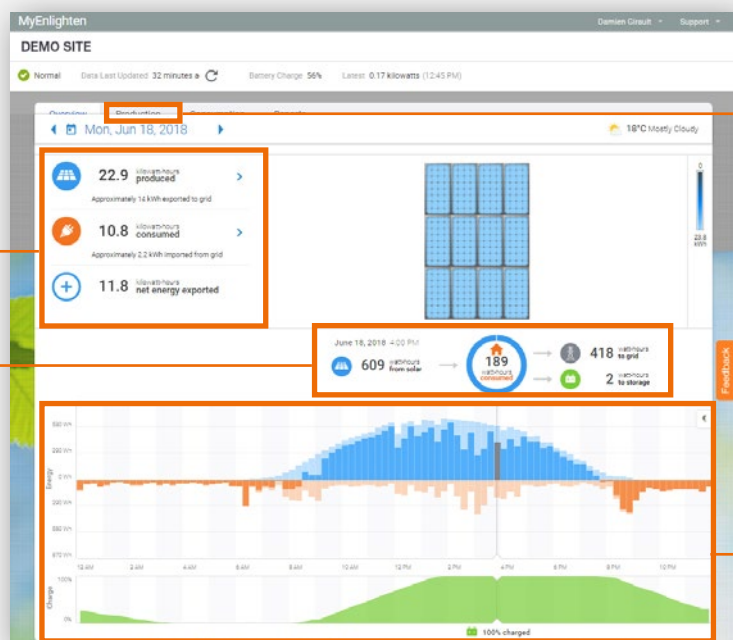 MyEnlighten
Damien Girault
Support
DEMO SITE
Normal
Data Last Updated 32 minutes a
Battery Charge 56%
Latest 0.17 kilowatts (12:45 PM)
Overview
Production
Consumption
Mon, Jun 18, 2018
18°C Mostly Cloudy
22.9 kilowatt-hours produced
Approximately 14 kWh exported to grid
10.8 kilowatt-hours consumed
Approximately 2.2 kWh imported from grid
11.8 kilowatt-hours net energy exported
0
kWh
June 18, 2018 4:00 PM
609 watt-hours from solar
189 watt-hours consumed
418 watt-hours to grid
2 watt-hours to storage
Feedback
Energy
0 Wh
12 AM
2 AM
4 AM
6 AM
8 AM
10 AM
12 PM
2 PM
4 PM
6 PM
8 PM
10 PM
Charge
100%
0%
100% charged